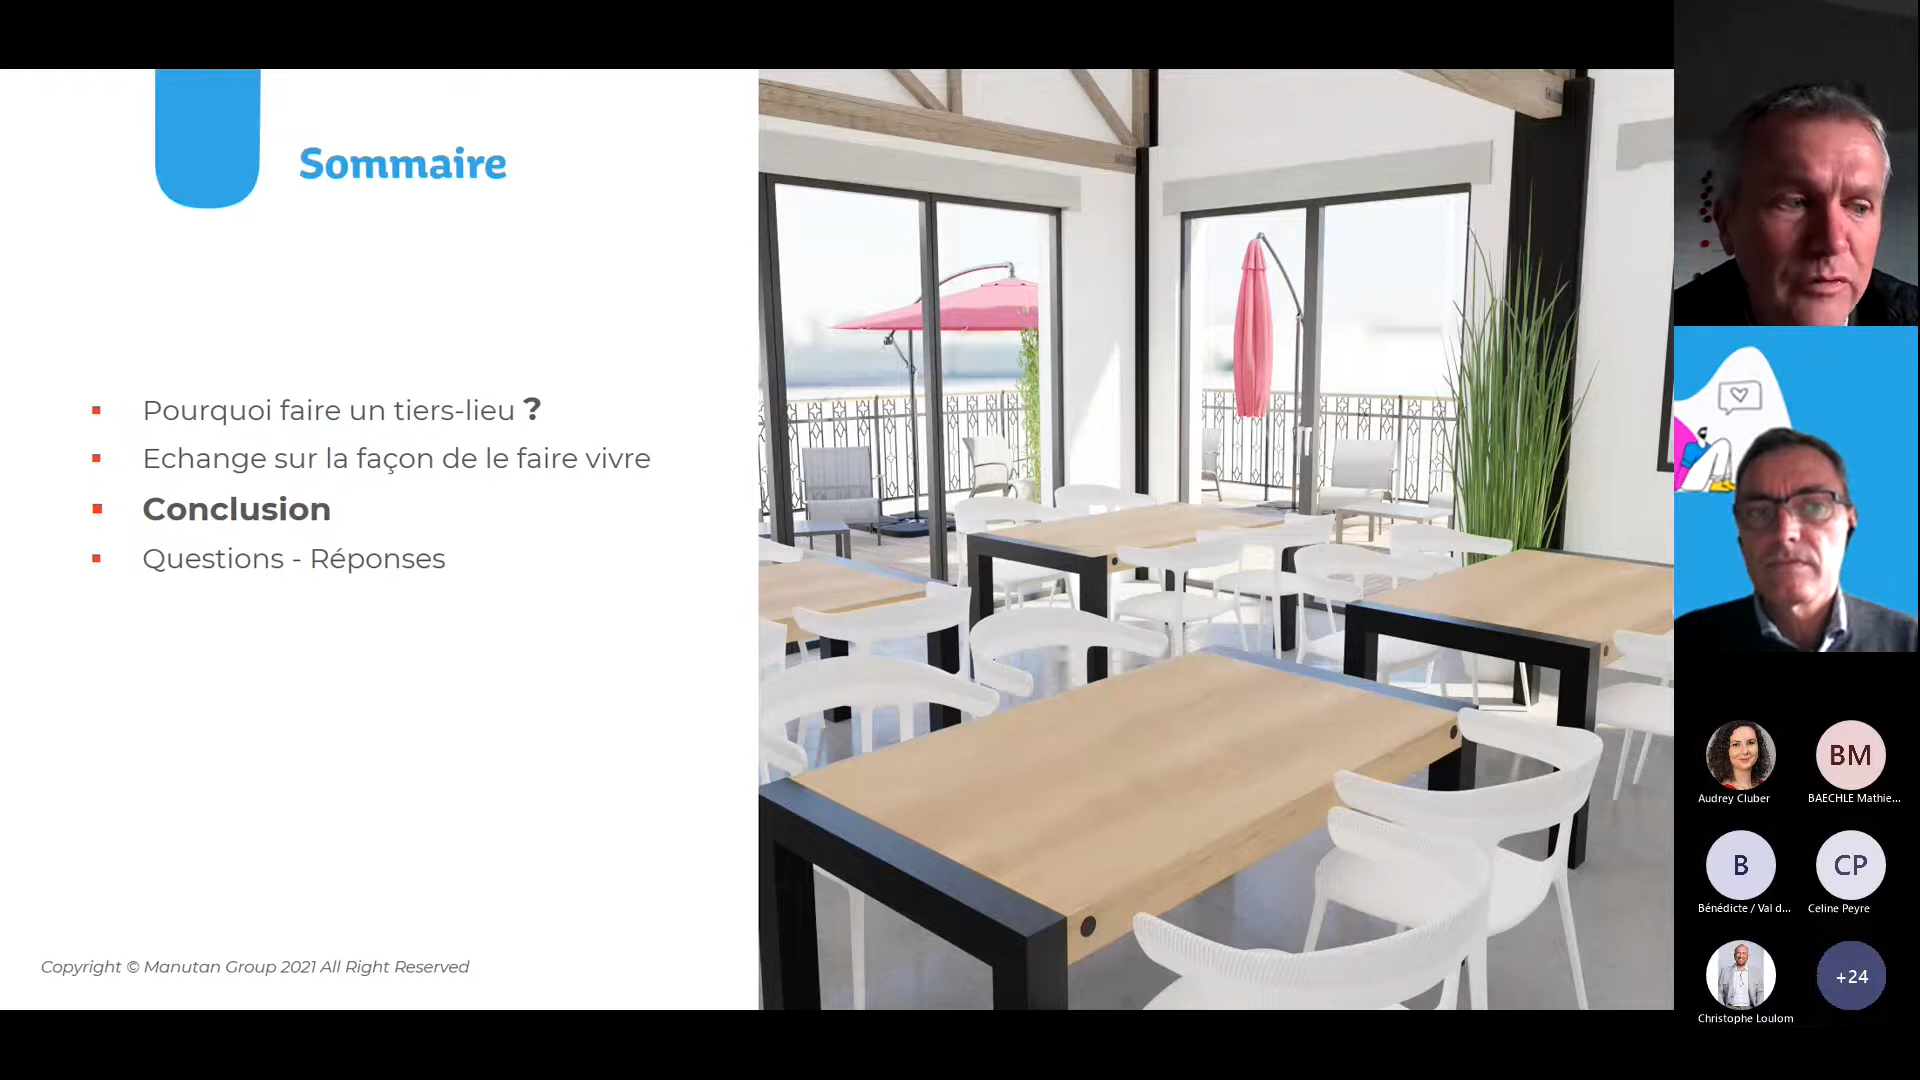 Sommaire
▪ Pourquoi faire un tiers-lieu ?
▪ Echange sur la façon de le faire vivre
▪ Conclusion
▪ Questions - Réponses
Copyright © Manutan Group 2021 All Right Reserved
BM
Audrey Cluber
BAECHLE Mathie...
B
CP
Bénédicte / Val d...
Celine Peyre
+24
Christophe Loulom